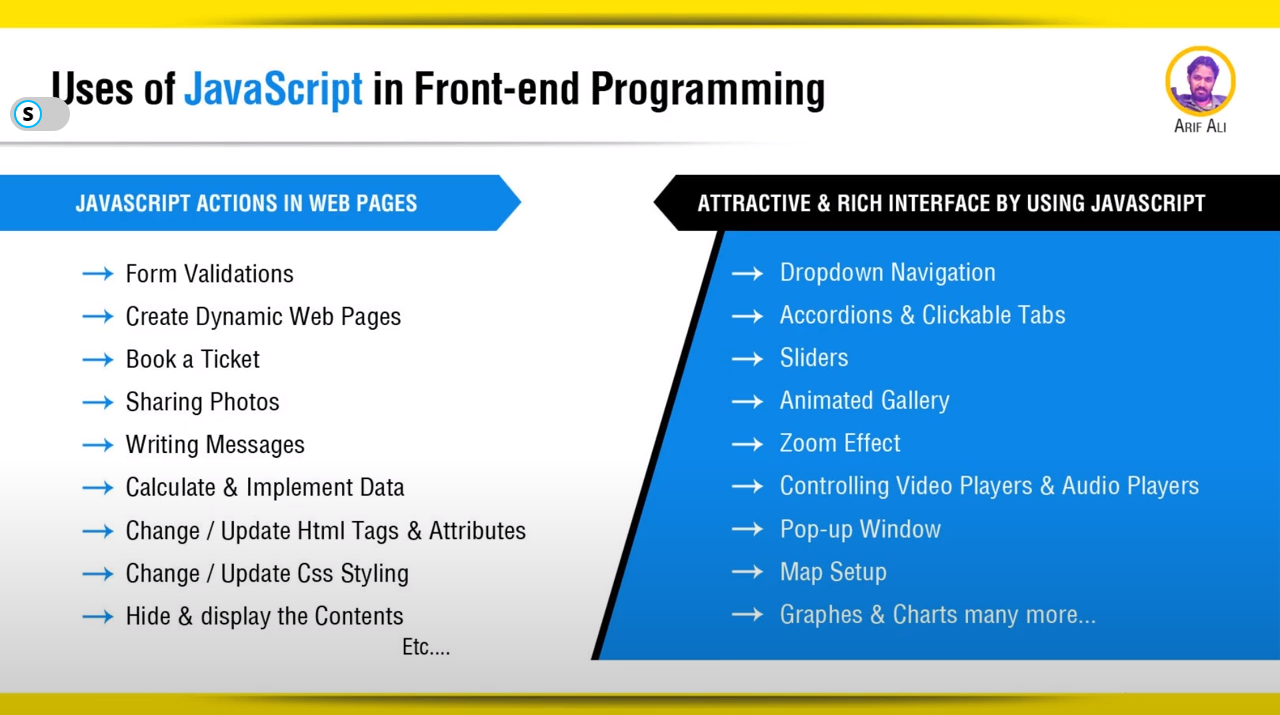 Uses of JavaScript in Front-end Programming
S
ARIF ALI
JAVASCRIPT ACTIONS IN WEB PAGES
Form Validations
Create Dynamic Web Pages
Book a Ticket
Sharing Photos
Writing Messages
Calculate & Implement Data
Change / Update Html Tags & Attributes
Change / Update Css Styling
Hide & display the Contents
Etc....
ATTRACTIVE & RICH INTERFACE BY USING JAVASCRIPT
Dropdown Navigation
Accordions & Clickable Tabs
Sliders
Animated Gallery
Zoom Effect
Controlling Video Players & Audio Players
Pop-up Window
Map Setup
Graphes & Charts many more...